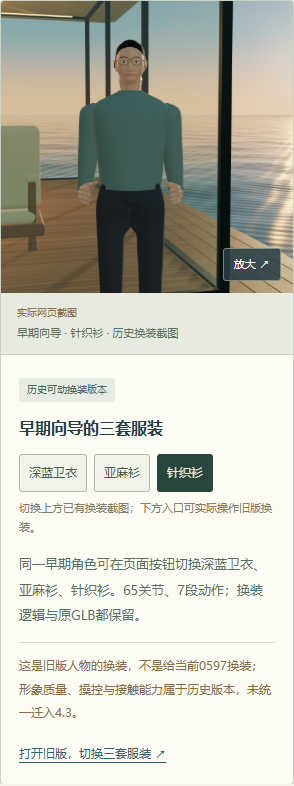 放大 ↗
实际网页截图
早期向导 · 针织衫 · 历史换装截图
历史可动换装版本
早期向导的三套服装
深蓝卫衣
亚麻衫
针织衫
切换上方已有换装截图；下方入口可实际操作旧版换
装。
同一早期角色可在页面按钮切换深蓝卫衣、
亚麻衫、针织衫。65关节、7段动作；换装
逻辑与原GLB都保留。
这是旧版人物的换装，不是给当前0597换装；
形象质量、操控与接触能力属于历史版本，未统
一迁入4.3。
打开旧版，切换三套服装 ↗